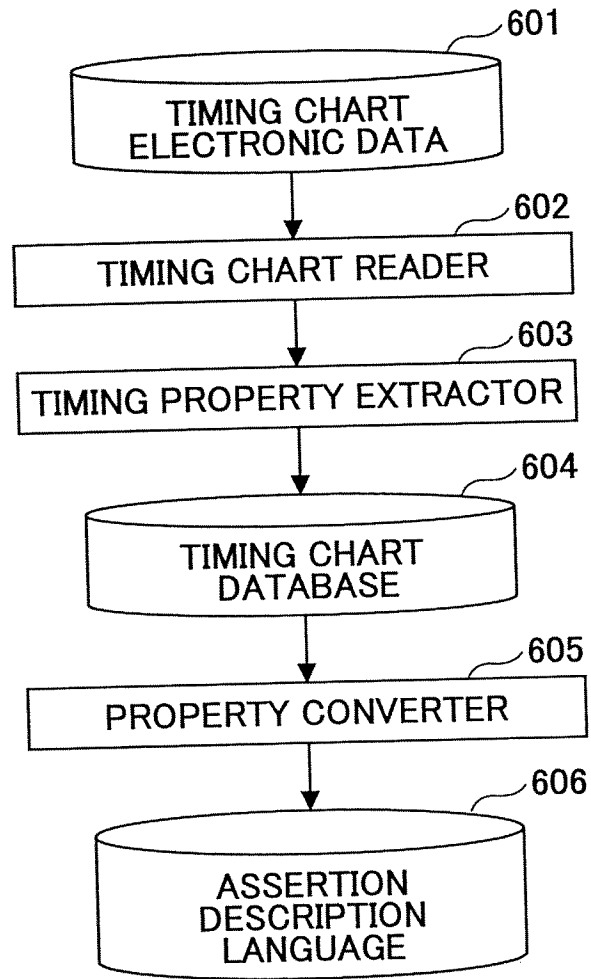 601
TIMING CHART
ELECTRONIC DATA
602
TIMING CHART READER
603
TIMING PROPERTY EXTRACTOR
604
TIMING CHART
DATABASE
605
PROPERTY CONVERTER
606
ASSERTION
DESCRIPTION
LANGUAGE